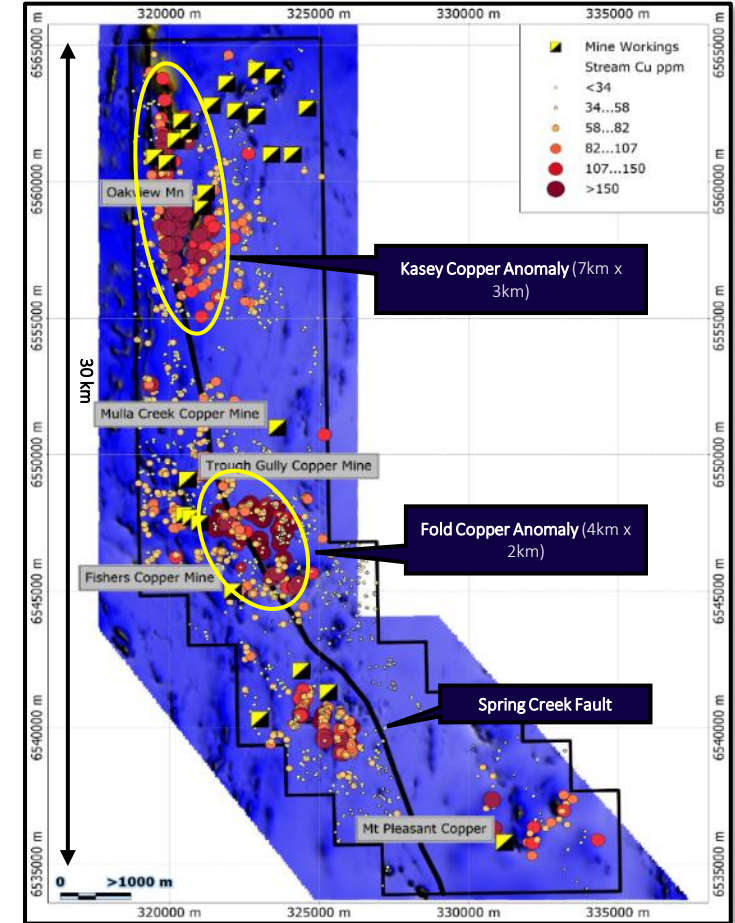 320000 m
325000 m
330000 m
335000 m
6565000 m
6565000 m
Mine Workings
Stream Cu ppm
<34
34...58
58...82
82...107
107...150
>150
6560000 m
6560000 m
Oakview Mn
Kasey Copper Anomaly (7km x
3km)
6555000 m
6555000 m
30 km
Mulla Creek Copper Mine
6550000 m
6550000 m
Trough Gully Copper Mine
Fold Copper Anomaly (4km x
2km)
Fishers Copper Mine
6545000 m
6545000 m
Spring Creek Fault
6540000 m
6540000 m
Mt Pleasant Copper
6535000 m
6535000 m
0 >1000 m
320000 m
325000 m
330000 m
335000 m